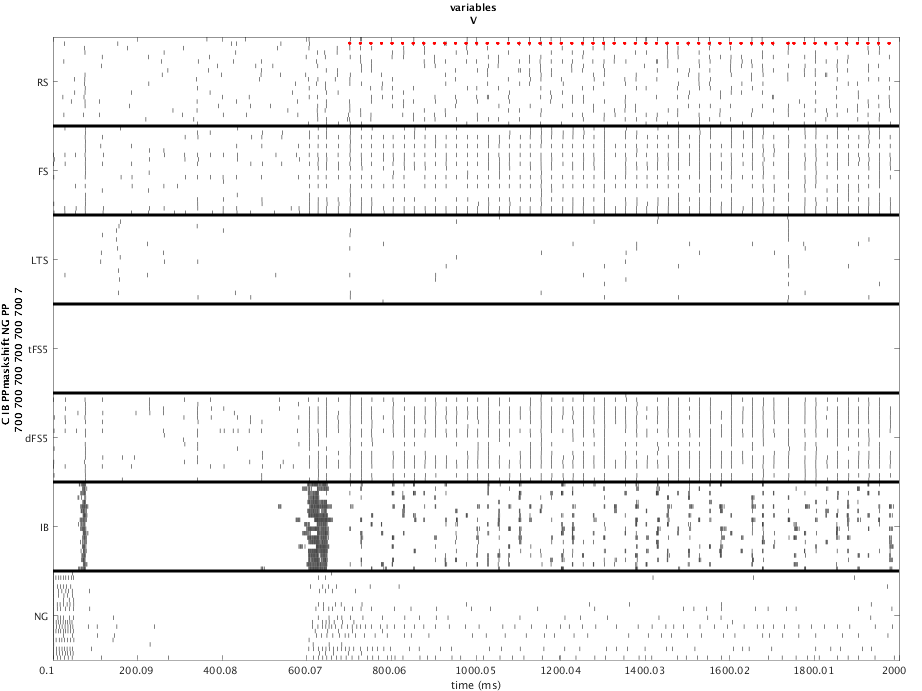 variables
V
RS
FS
LTS
tFS5
dFS5
IB
NG
C IB PPmaskshift NG PP
700 700 700 700 700 700 7
0.1 200.09 400.08 600.07 800.06 1000.05 1200.04 1400.03 1600.02 1800.01 2000
time (ms)